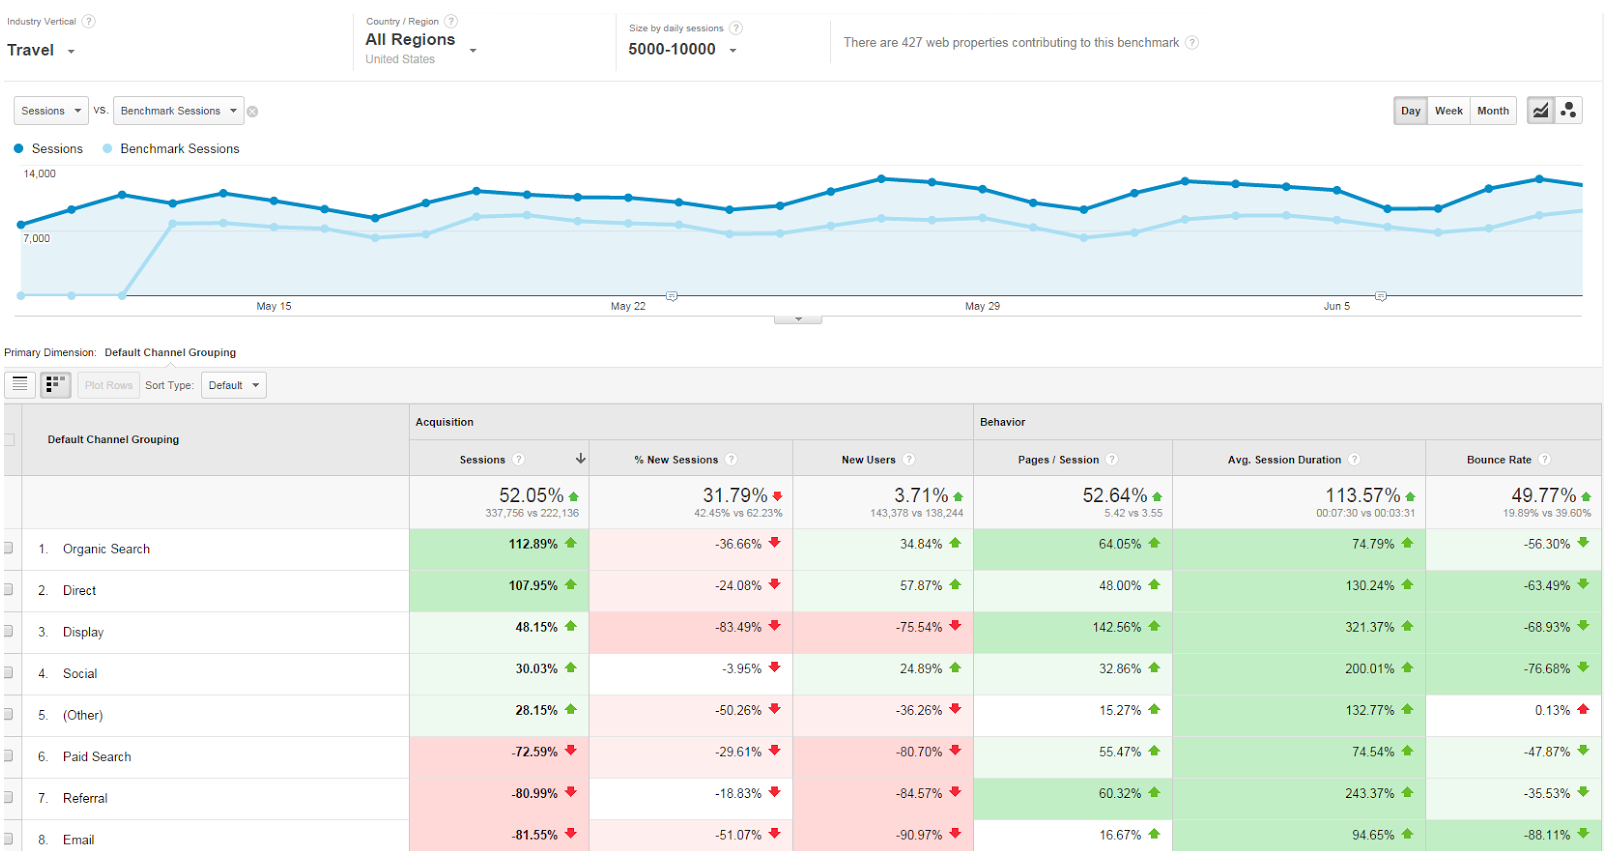 Industry Vertical ?
Travel
Country / Region ?
All Regions
United States
Size by daily sessions ?
5000-10000
There are 427 web properties contributing to this benchmark ?
Sessions vs. Benchmark Sessions
Day Week Month
Sessions Benchmark Sessions
14,000
7,000
May 15 May 22 May 29 Jun 5
Primary Dimension: Default Channel Grouping
Plot Rows Sort Type: Default
Default Channel Grouping Acquisition Behavior
Sessions ? % New Sessions ? New Users ? Pages / Session ? Avg. Session Duration ? Bounce Rate ?
52.05% 31.79% 3.71% 52.64% 113.57% 49.77%
337,756 vs 222,136 42.45% vs 62.23% 143,378 vs 138,244 5.42 vs 3.55 00:07:30 vs 00:03:31 19.89% vs 39.60%
1. Organic Search 112.89% -36.66% 34.84% 64.05% 74.79% -56.30%
2. Direct 107.95% -24.08% 57.87% 48.00% 130.24% -63.49%
3. Display 48.15% -83.49% -75.54% 142.56% 321.37% -68.93%
4. Social 30.03% -3.95% 24.89% 32.86% 200.01% -76.68%
5. (Other) 28.15% -50.26% -36.26% 15.27% 132.77% 0.13%
6. Paid Search -72.59% -29.61% -80.70% 55.47% 74.54% -47.87%
7. Referral -80.99% -18.83% -84.57% 60.32% 243.37% -35.53%
8. Email -81.55% -51.07% -90.97% 16.67% 94.65% -88.11%